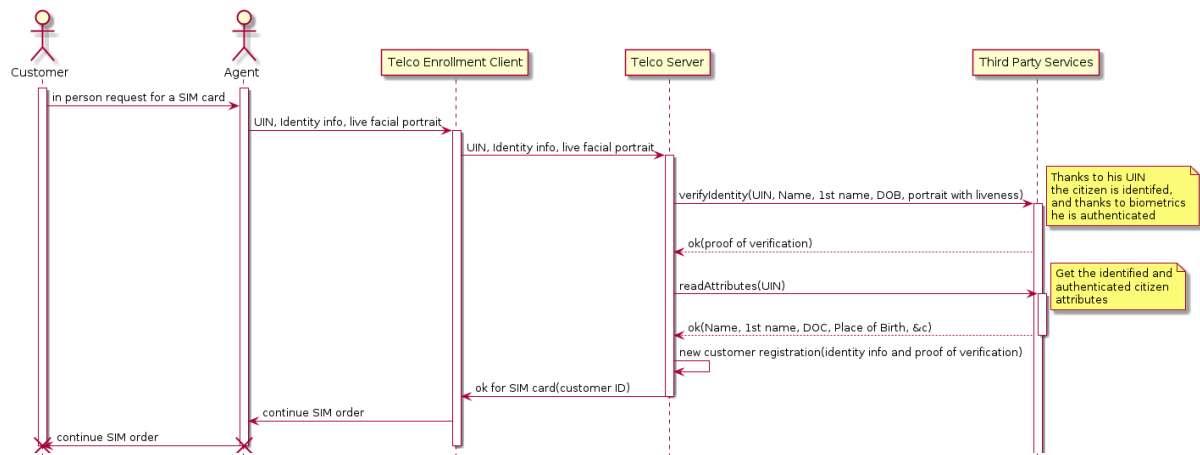 Customer
Agent
Telco Enrollment Client
Telco Server
Third Party Services
in person request for a SIM card
UIN, Identity info, live facial portrait
UIN, Identity info, live facial portrait
verifyIdentity(UIN, Name, 1st name, DOB, portrait with liveness)
Thanks to his UIN
the citizen is identifed,
and thanks to biometrics
he is authenticated
ok(proof of verification)
readAttributes(UIN)
Get the identified and
authenticated citizen
attributes
ok(Name, 1st name, DOC, Place of Birth, &c)
new customer registration(identity info and proof of verification)
ok for SIM card(customer ID)
continue SIM order
continue SIM order